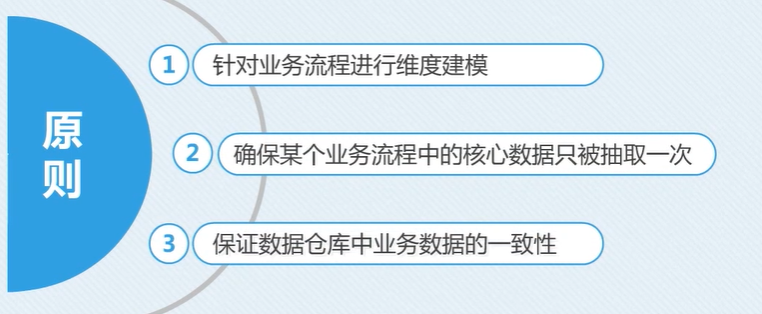 原
则
1 针对业务流程进行维度建模
2 确保某个业务流程中的核心数据只被抽取一次
3 保证数据仓库中业务数据的一致性